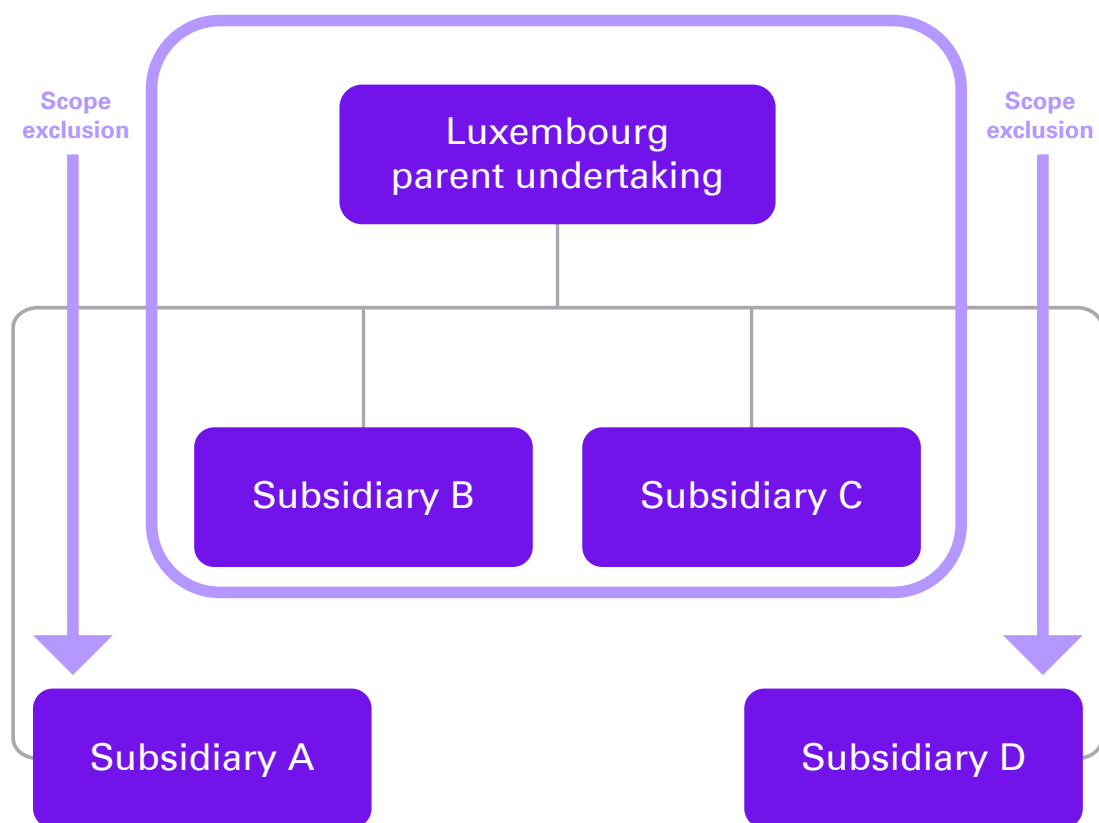 Scope
exclusion
Luxembourg
parent undertaking
Scope
exclusion
Subsidiary B
Subsidiary C
Subsidiary A
Subsidiary D